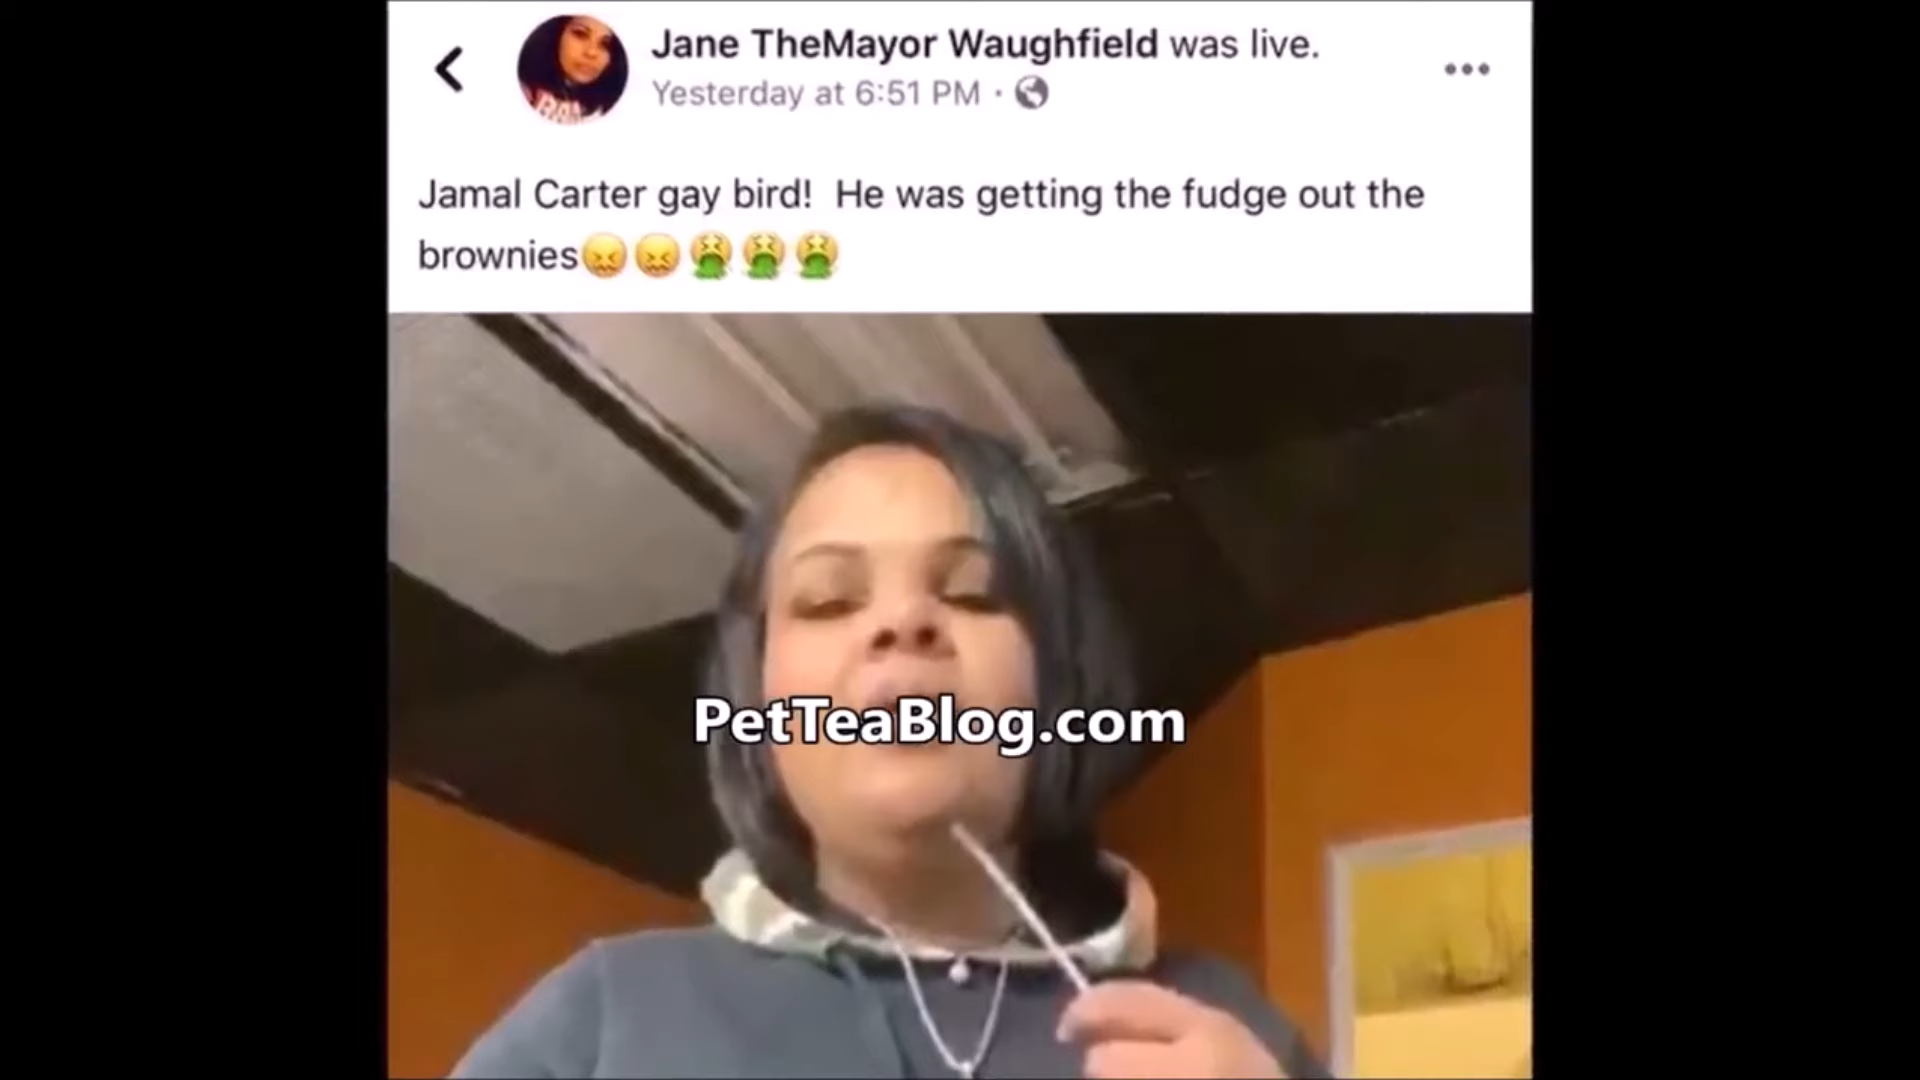 Jane TheMayor Waughfield was live.
Yesterday at 6:51 PM ·
Jamal Carter gay bird! He was getting the fudge out the
brownies😖😖🤮🤮🤮
PetTeaBlog.com